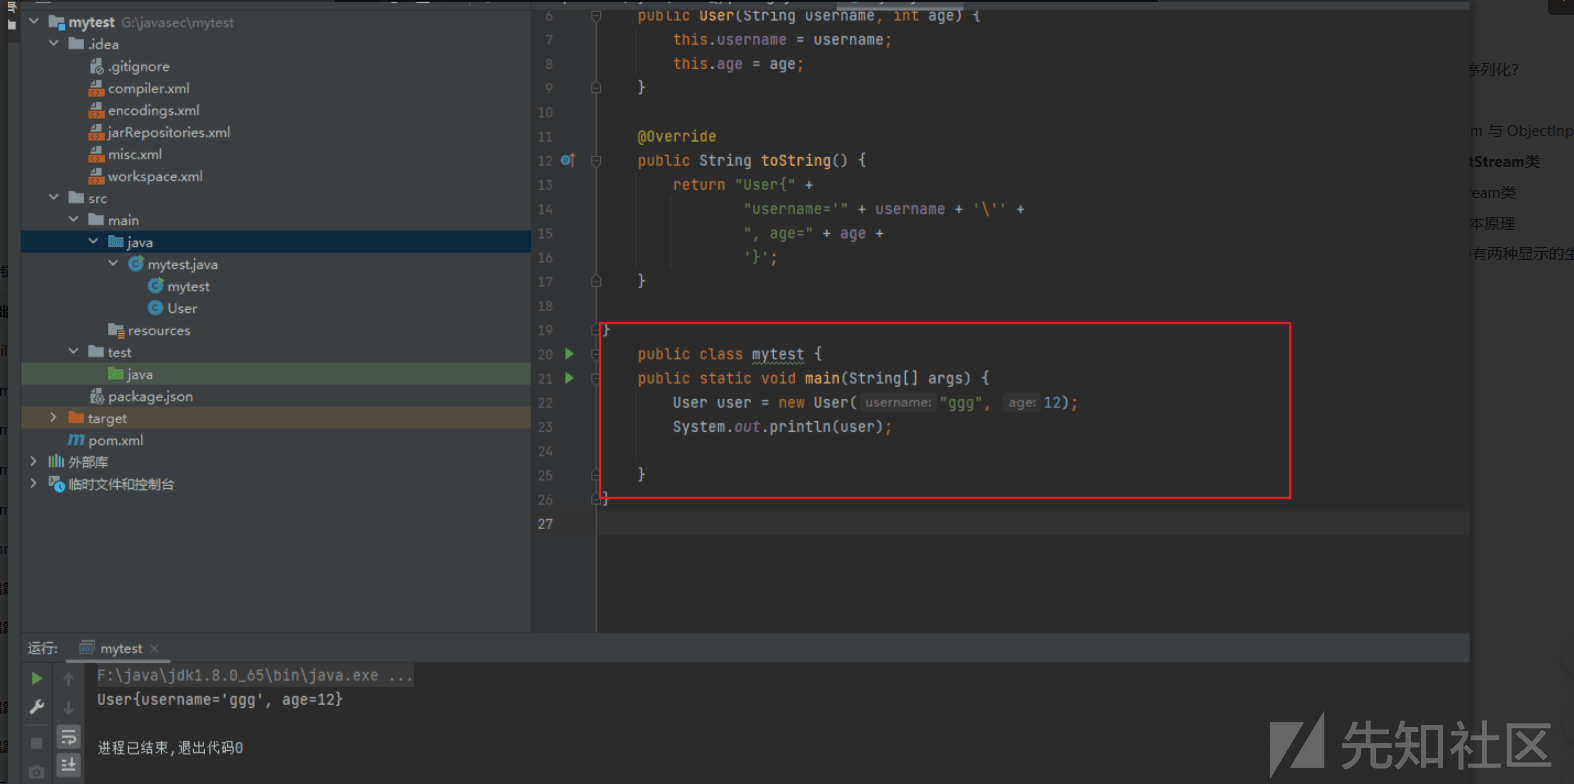 mytest G:\javasec\mytest
.idea
.gitignore
compiler.xml
encodings.xml
jarRepositories.xml
misc.xml
workspace.xml
src
main
java
mytest.java
mytest
User
resources
test
java
package.json
target
pom.xml
外部库
临时文件和控制台
6 public User(String username, int age) {
7 this.username = username;
8 this.age = age;
9 }
10
11 @Override
12 public String toString() {
13 return "User{" +
14 "username='" + username + '\'' +
15 ", age=" + age +
16 '}';
17 }
18
19 }
20 public class mytest {
21 public static void main(String[] args) {
22 User user = new User( username: "ggg", age: 12);
23 System.out.println(user);
24
25 }
26 }
27
序列化?
m 与 ObjectInp
tStream类
ream类
本原理
有两种显示的生
运行: mytest
F:\java\jdk1.8.0_65\bin\java.exe ...
User{username='ggg', age=12}
进程已结束,退出代码0
先知社区